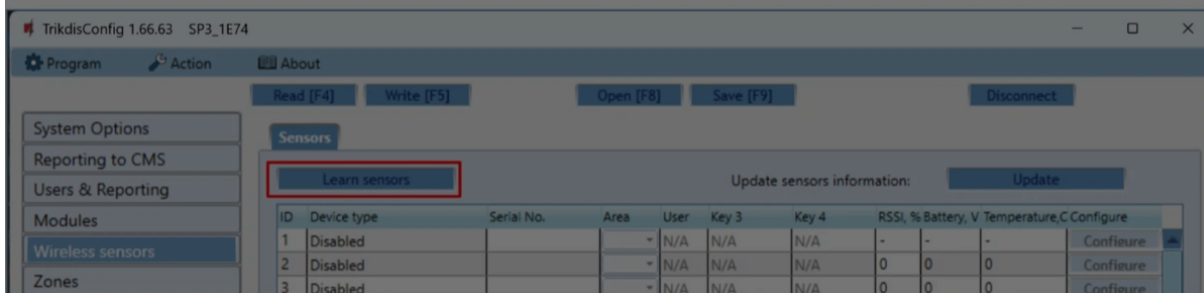 TrikdisConfig 1.66.63 SP3_1E74
Program Action About
Read [F4] Write [F5] Open [F8] Save [F9] Disconnect
System Options
Reporting to CMS
Users & Reporting
Modules
Wireless sensors
Zones
Sensors
Learn sensors Update sensors information: Update
ID Device type Serial No. Area User Key 3 Key 4 RSSI, % Battery, V Temperature,C Configure
1 Disabled N/A N/A N/A - - - Configure
2 Disabled N/A N/A N/A 0 0 0 Configure
3 Disabled N/A N/A N/A 0 0 0 Configure